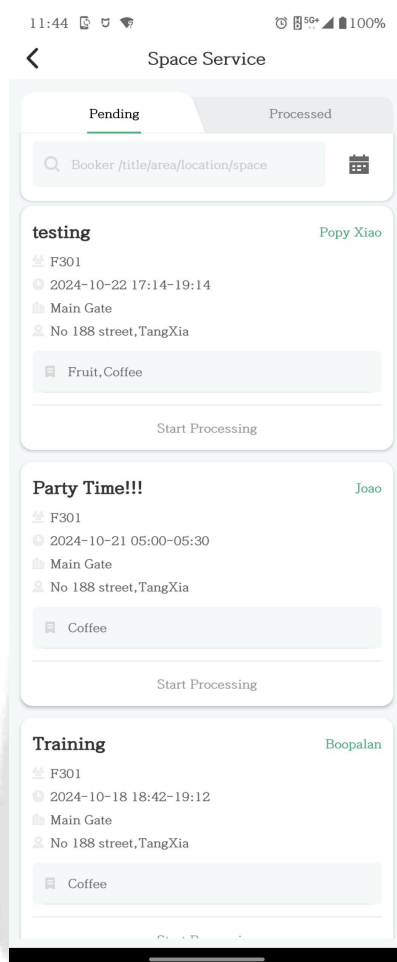 11:44 5G+ 100%
Space Service
Pending Processed
Booker /title/area/location/space
testing Popy Xiao
F301
2024-10-22 17:14-19:14
Main Gate
No 188 street,TangXia
Fruit,Coffee
Start Processing
Party Time!!! Joao
F301
2024-10-21 05:00-05:30
Main Gate
No 188 street,TangXia
Coffee
Start Processing
Training Boopalan
F301
2024-10-18 18:42-19:12
Main Gate
No 188 street,TangXia
Coffee